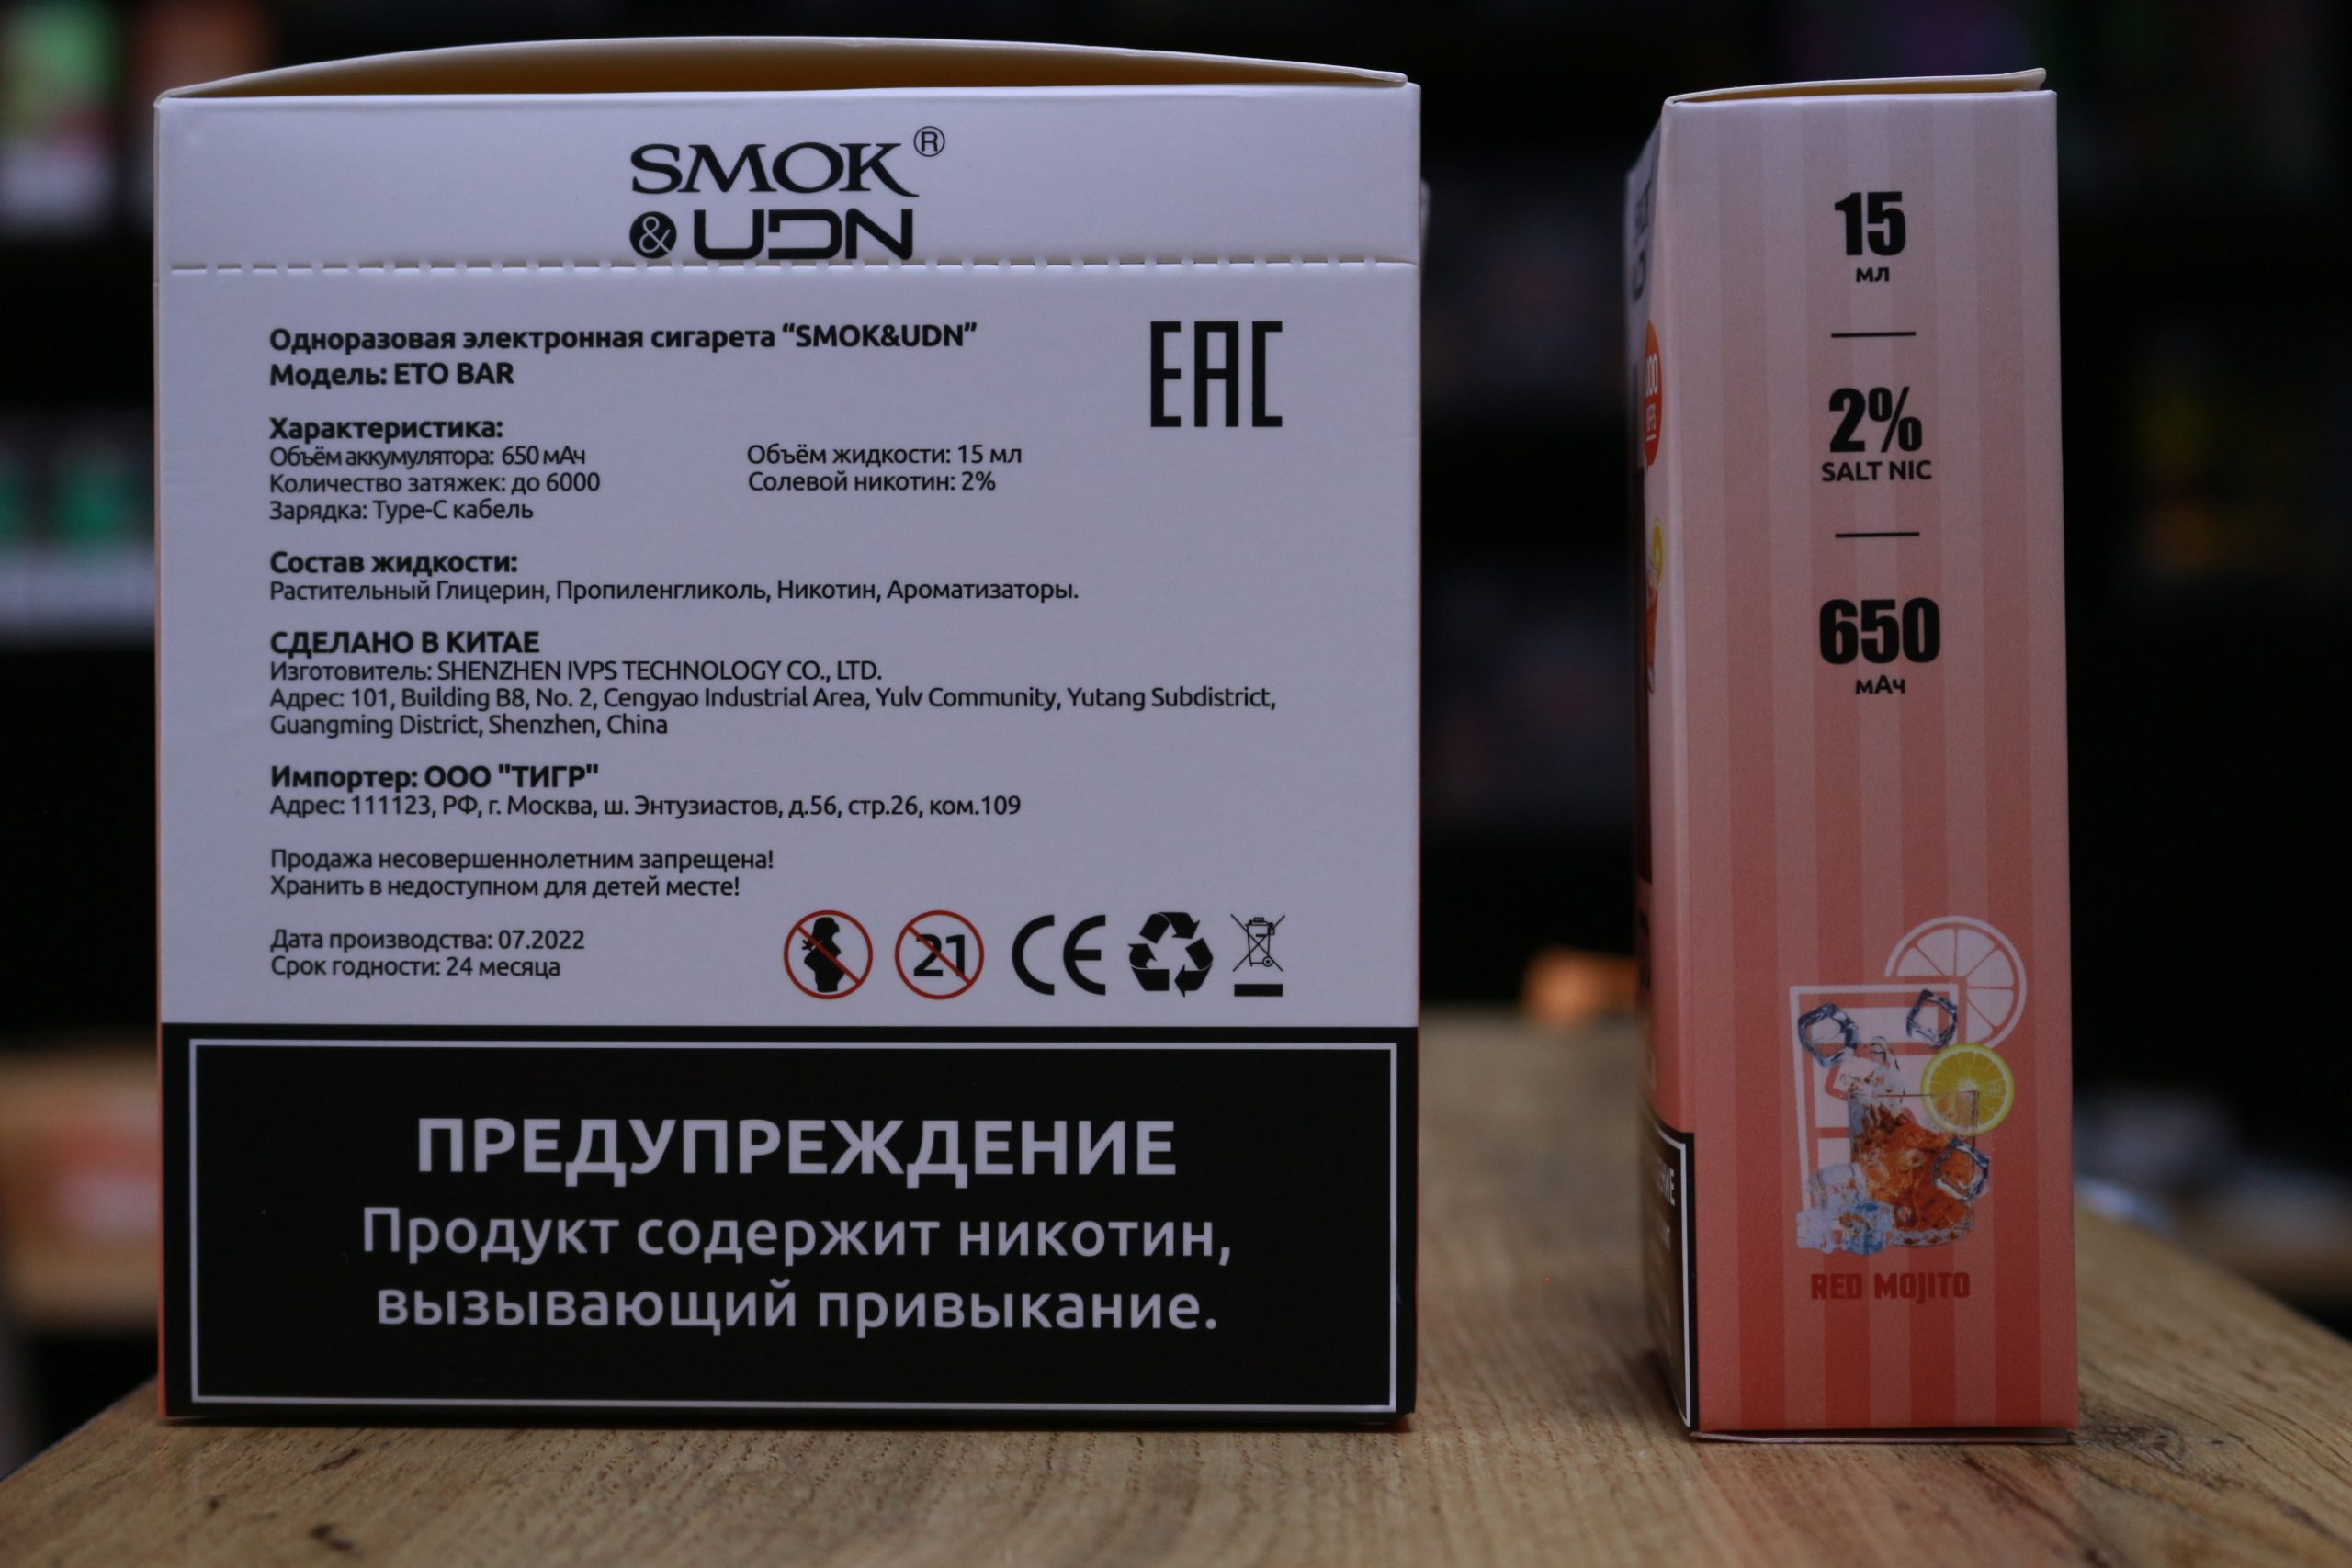 SMOK®
& UDN
Одноразовая электронная сигарета “SMOK&UDN”
Модель: ETO BAR
EAC
Характеристика:
Объём аккумулятора: 650 мАч
Количество затяжек: до 6000
Зарядка: Type-C кабель
Объём жидкости: 15 мл
Солевой никотин: 2%
Состав жидкости:
Растительный Глицерин, Пропиленгликоль, Никотин, Ароматизаторы.
СДЕЛАНО В КИТАЕ
Изготовитель: SHENZHEN IVPS TECHNOLOGY CO., LTD.
Адрес: 101, Building B8, No. 2, Cengyao Industrial Area, Yulv Community, Yutang Subdistrict,
Guangming District, Shenzhen, China
Импортер: ООО "ТИГР"
Адрес: 111123, РФ, г. Москва, ш. Энтузиастов, д.56, стр.26, ком.109
Продажа несовершеннолетним запрещена!
Хранить в недоступном для детей месте!
Дата производства: 07.2022
Срок годности: 24 месяца
21
CE
ПРЕДУПРЕЖДЕНИЕ
Продукт содержит никотин,
вызывающий привыкание.
15
мл
2%
SALT NIC
650
мАч
RED MOJITO